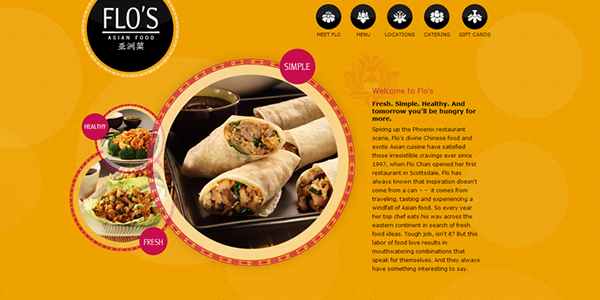 FLO'S
ASIAN FOOD
亚洲菜
MEET FLO
MENU
LOCATIONS
CATERING
GIFT CARDS
SIMPLE
HEALTHY
FRESH
Welcome to Flo's
Fresh. Simple. Healthy. And
tomorrow you'll be hungry for
more.
Spicing up the Phoenix restaurant
scene, Flo's divine Chinese food and
exotic Asian cuisine have satisfied
those irresistible cravings ever since
1997, when Flo Chan opened her first
restaurant in Scottsdale. Flo has
always known that inspiration doesn't
come from a can – – it comes from
traveling, tasting and experiencing a
windfall of Asian food. So every year
her top chef eats his way across the
eastern continent in search of fresh
food ideas. Tough job, isn't it? But this
labor of food love results in
mouthwatering combinations that
speak for themselves. And they always
have something interesting to say.